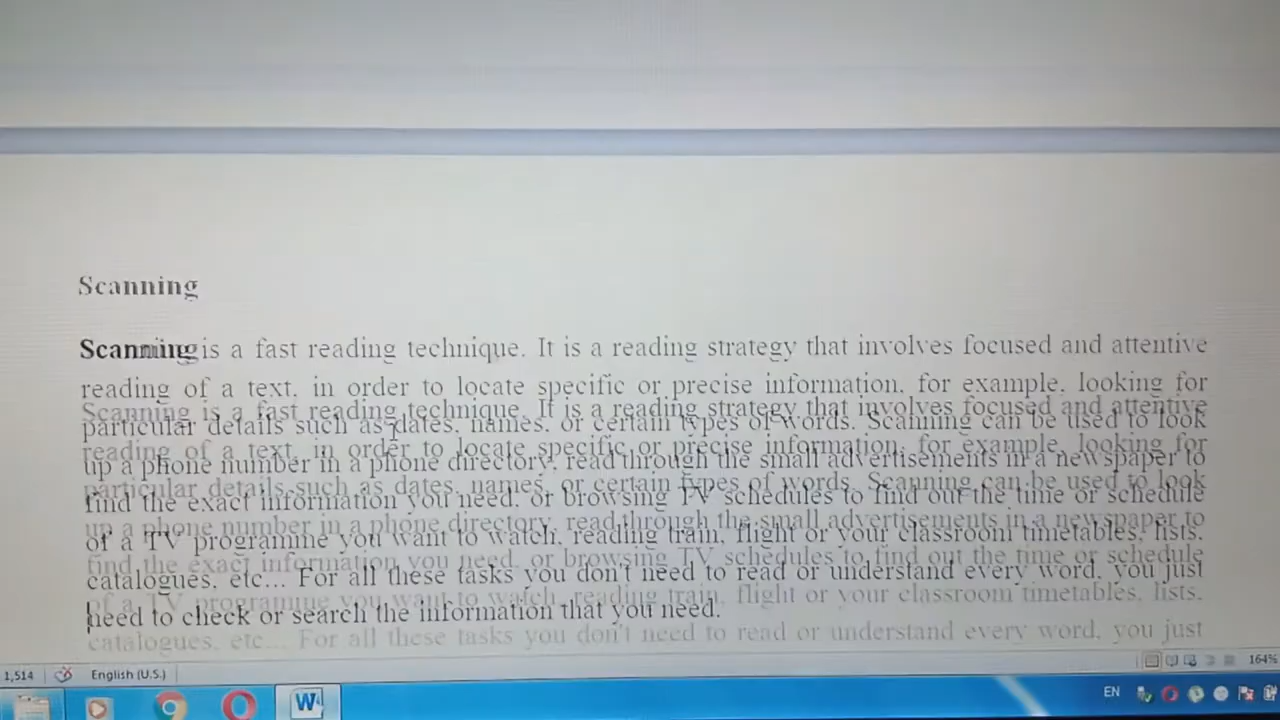 Scanning
Scanning is a fast reading technique. It is a reading strategy that involves focused and attentive
reading of a text, in order to locate specific or precise information, for example, looking for
particular details such as dates, names, or certain types of words. Scanning can be used to look
up a phone number in a phone directory, read through the small advertisements in a newspaper to
find the exact information you need, or browsing TV schedules to find out the time or schedule
of a TV programme you want to watch, reading train, flight or your classroom timetables, lists,
catalogues, etc... For all these tasks you don't need to read or understand every word, you just
need to check or search the information that you need.
1,514
English (U.S.)
164%
EN